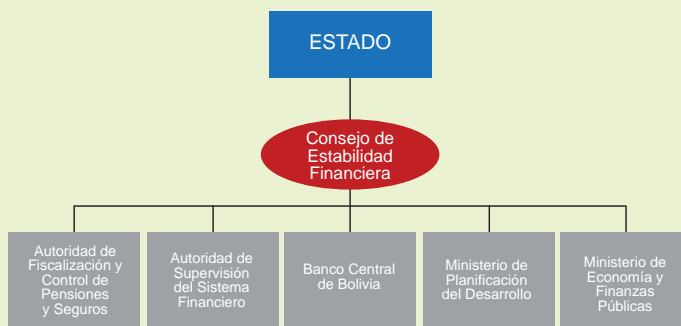 ESTADO
Consejo de
Estabilidad
Financiera
Autoridad de
Fiscalización y
Control de
Pensiones
y Seguros
Autoridad de
Supervisión
del Sistema
Financiero
Banco Central
de Bolivia
Ministerio de
Planificación
del Desarrollo
Ministerio de
Economía y
Finanzas
Públicas